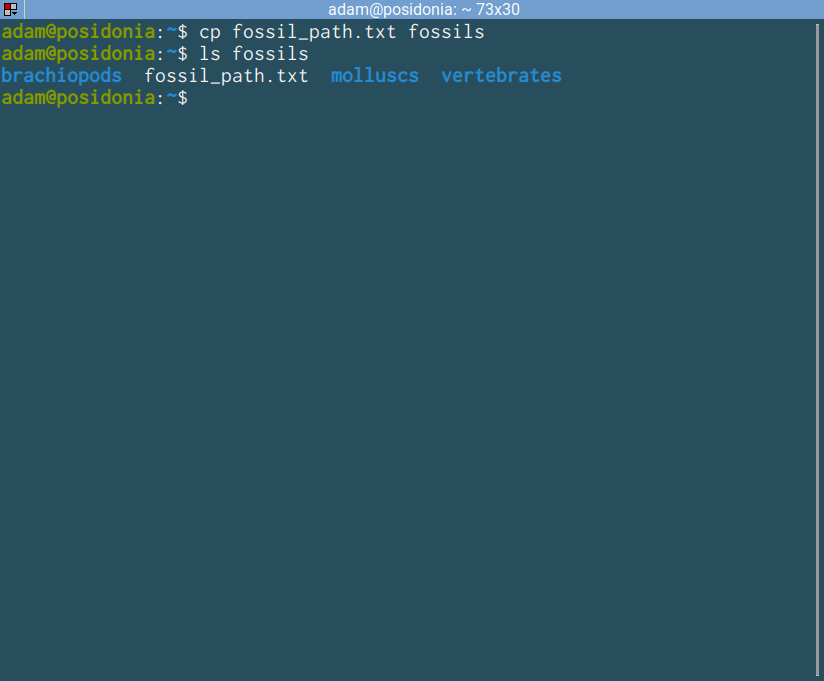 adam@posidonia: ~ 73x30
adam@posidonia:~$ cp fossil_path.txt fossils
adam@posidonia:~$ ls fossils
brachiopods  fossil_path.txt  molluscs  vertebrates
adam@posidonia:~$